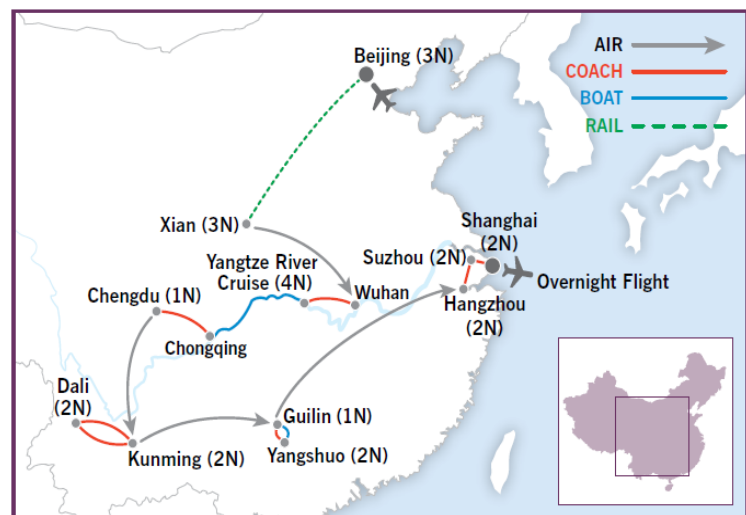 Beijing (3N)
AIR
COACH
BOAT
RAIL
Xian (3N)
Shanghai
(2N)
Suzhou (2N)
Overnight Flight
Yangtze River
Cruise (4N)
Wuhan
Hangzhou
(2N)
Chengdu (1N)
Chongqing
Dali
(2N)
Guilin (1N)
Kunming (2N)
Yangshuo (2N)